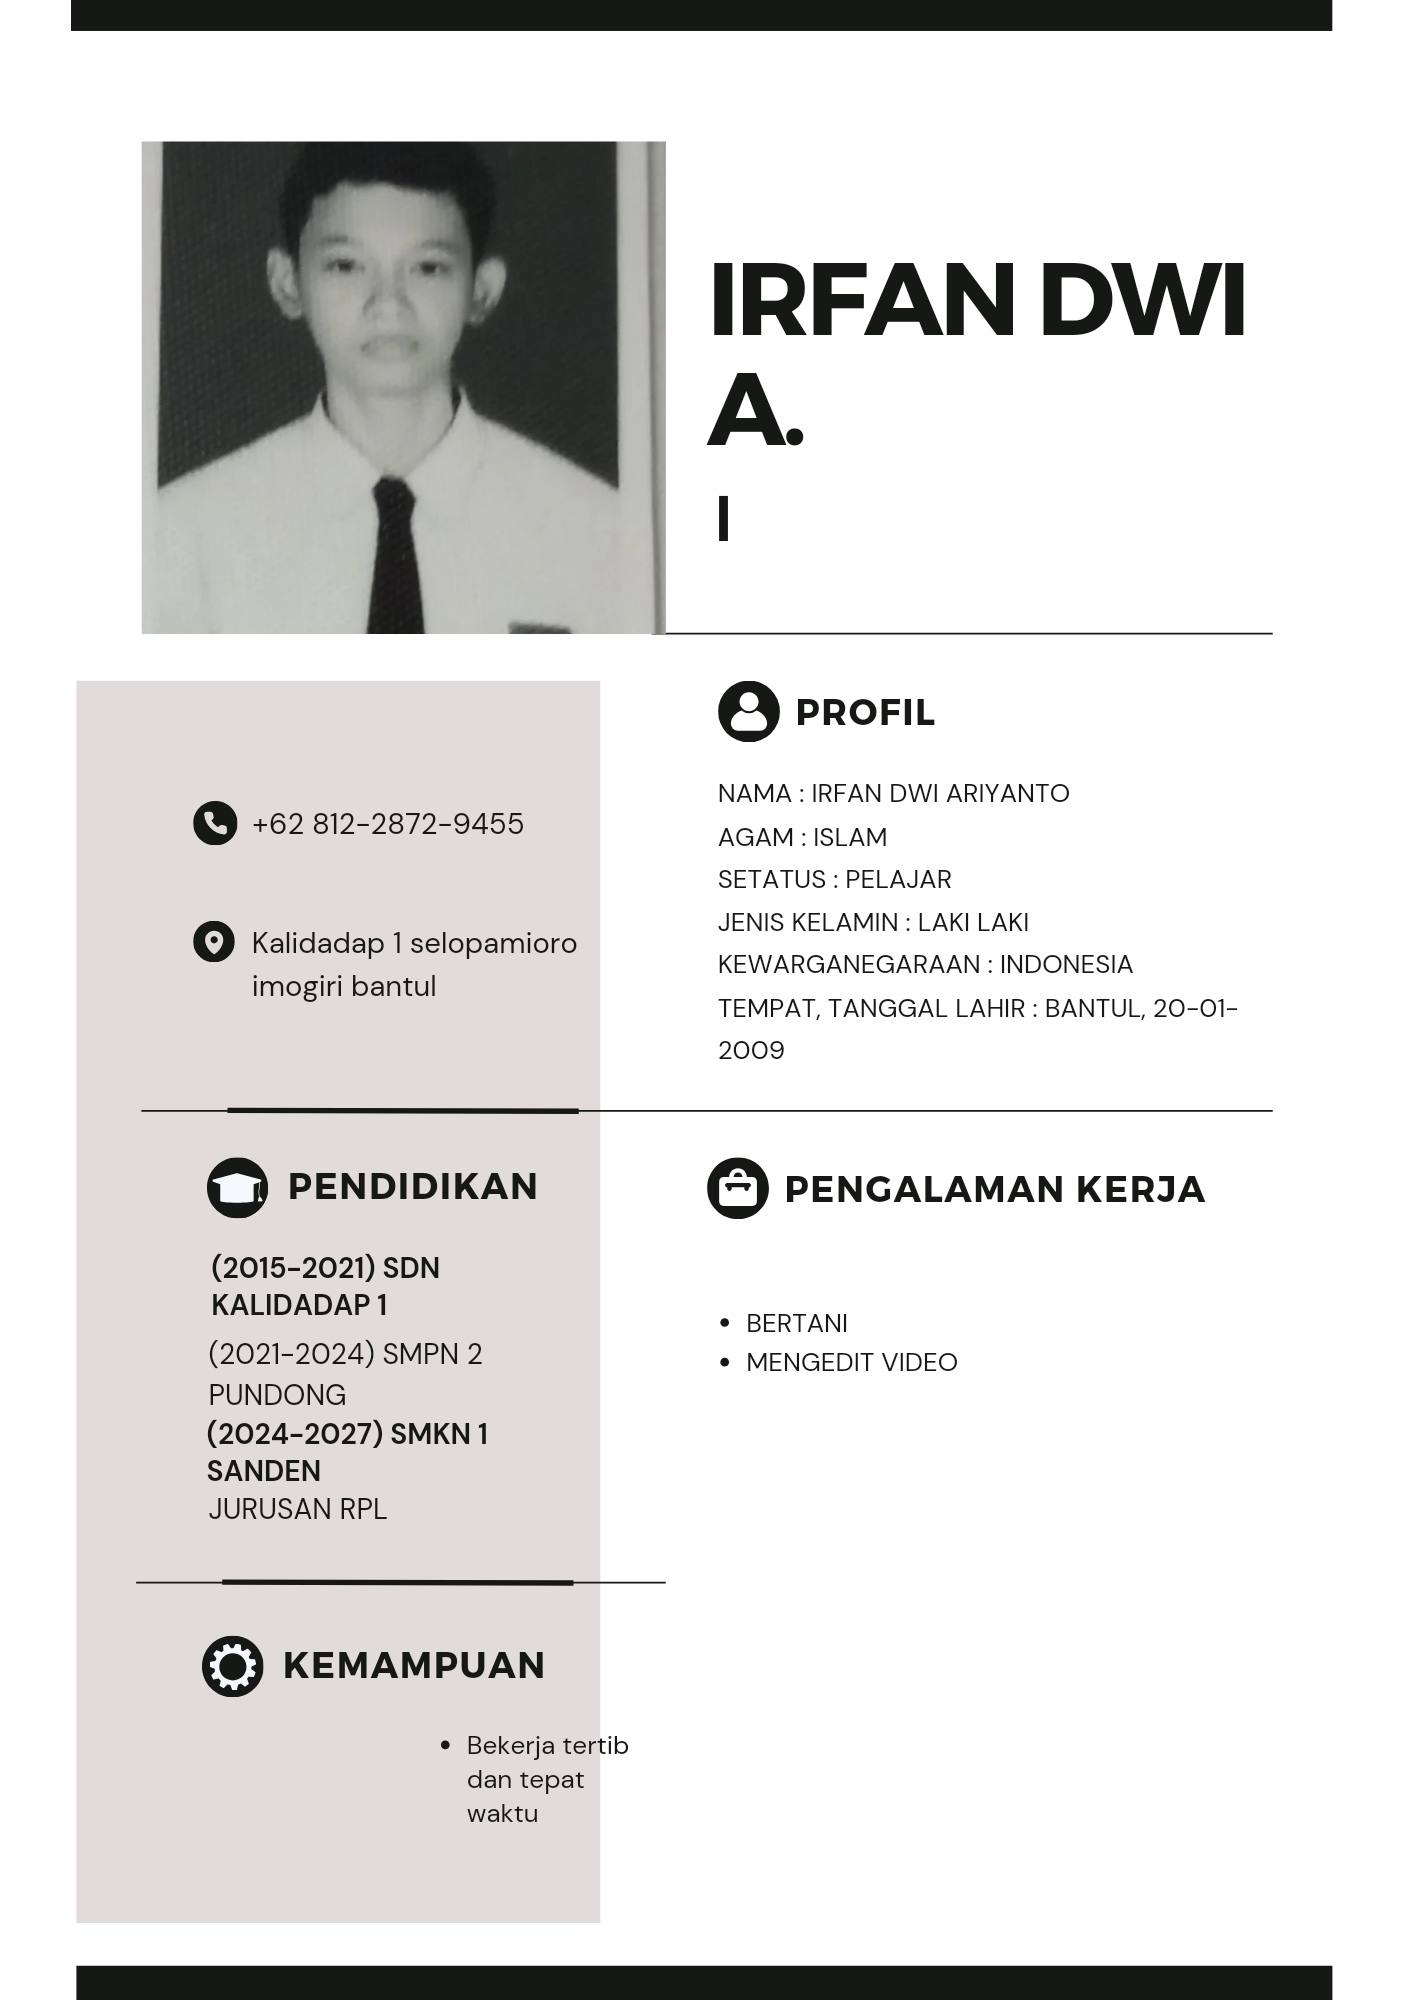 IRFAN DWI
A.
I
+62 812-2872-9455
Kalidadap 1 selopamioro
imogiri bantul
PROFIL
NAMA : IRFAN DWI ARIYANTO
AGAM : ISLAM
SETATUS : PELAJAR
JENIS KELAMIN : LAKI LAKI
KEWARGANEGARAAN : INDONESIA
TEMPAT, TANGGAL LAHIR : BANTUL, 20-01-
2009
PENDIDIKAN
(2015-2021) SDN
KALIDADAP 1
(2021-2024) SMPN 2
PUNDONG
(2024-2027) SMKN 1
SANDEN
JURUSAN RPL
PENGALAMAN KERJA
• BERTANI
• MENGEDIT VIDEO
KEMAMPUAN
• Bekerja tertib
dan tepat
waktu